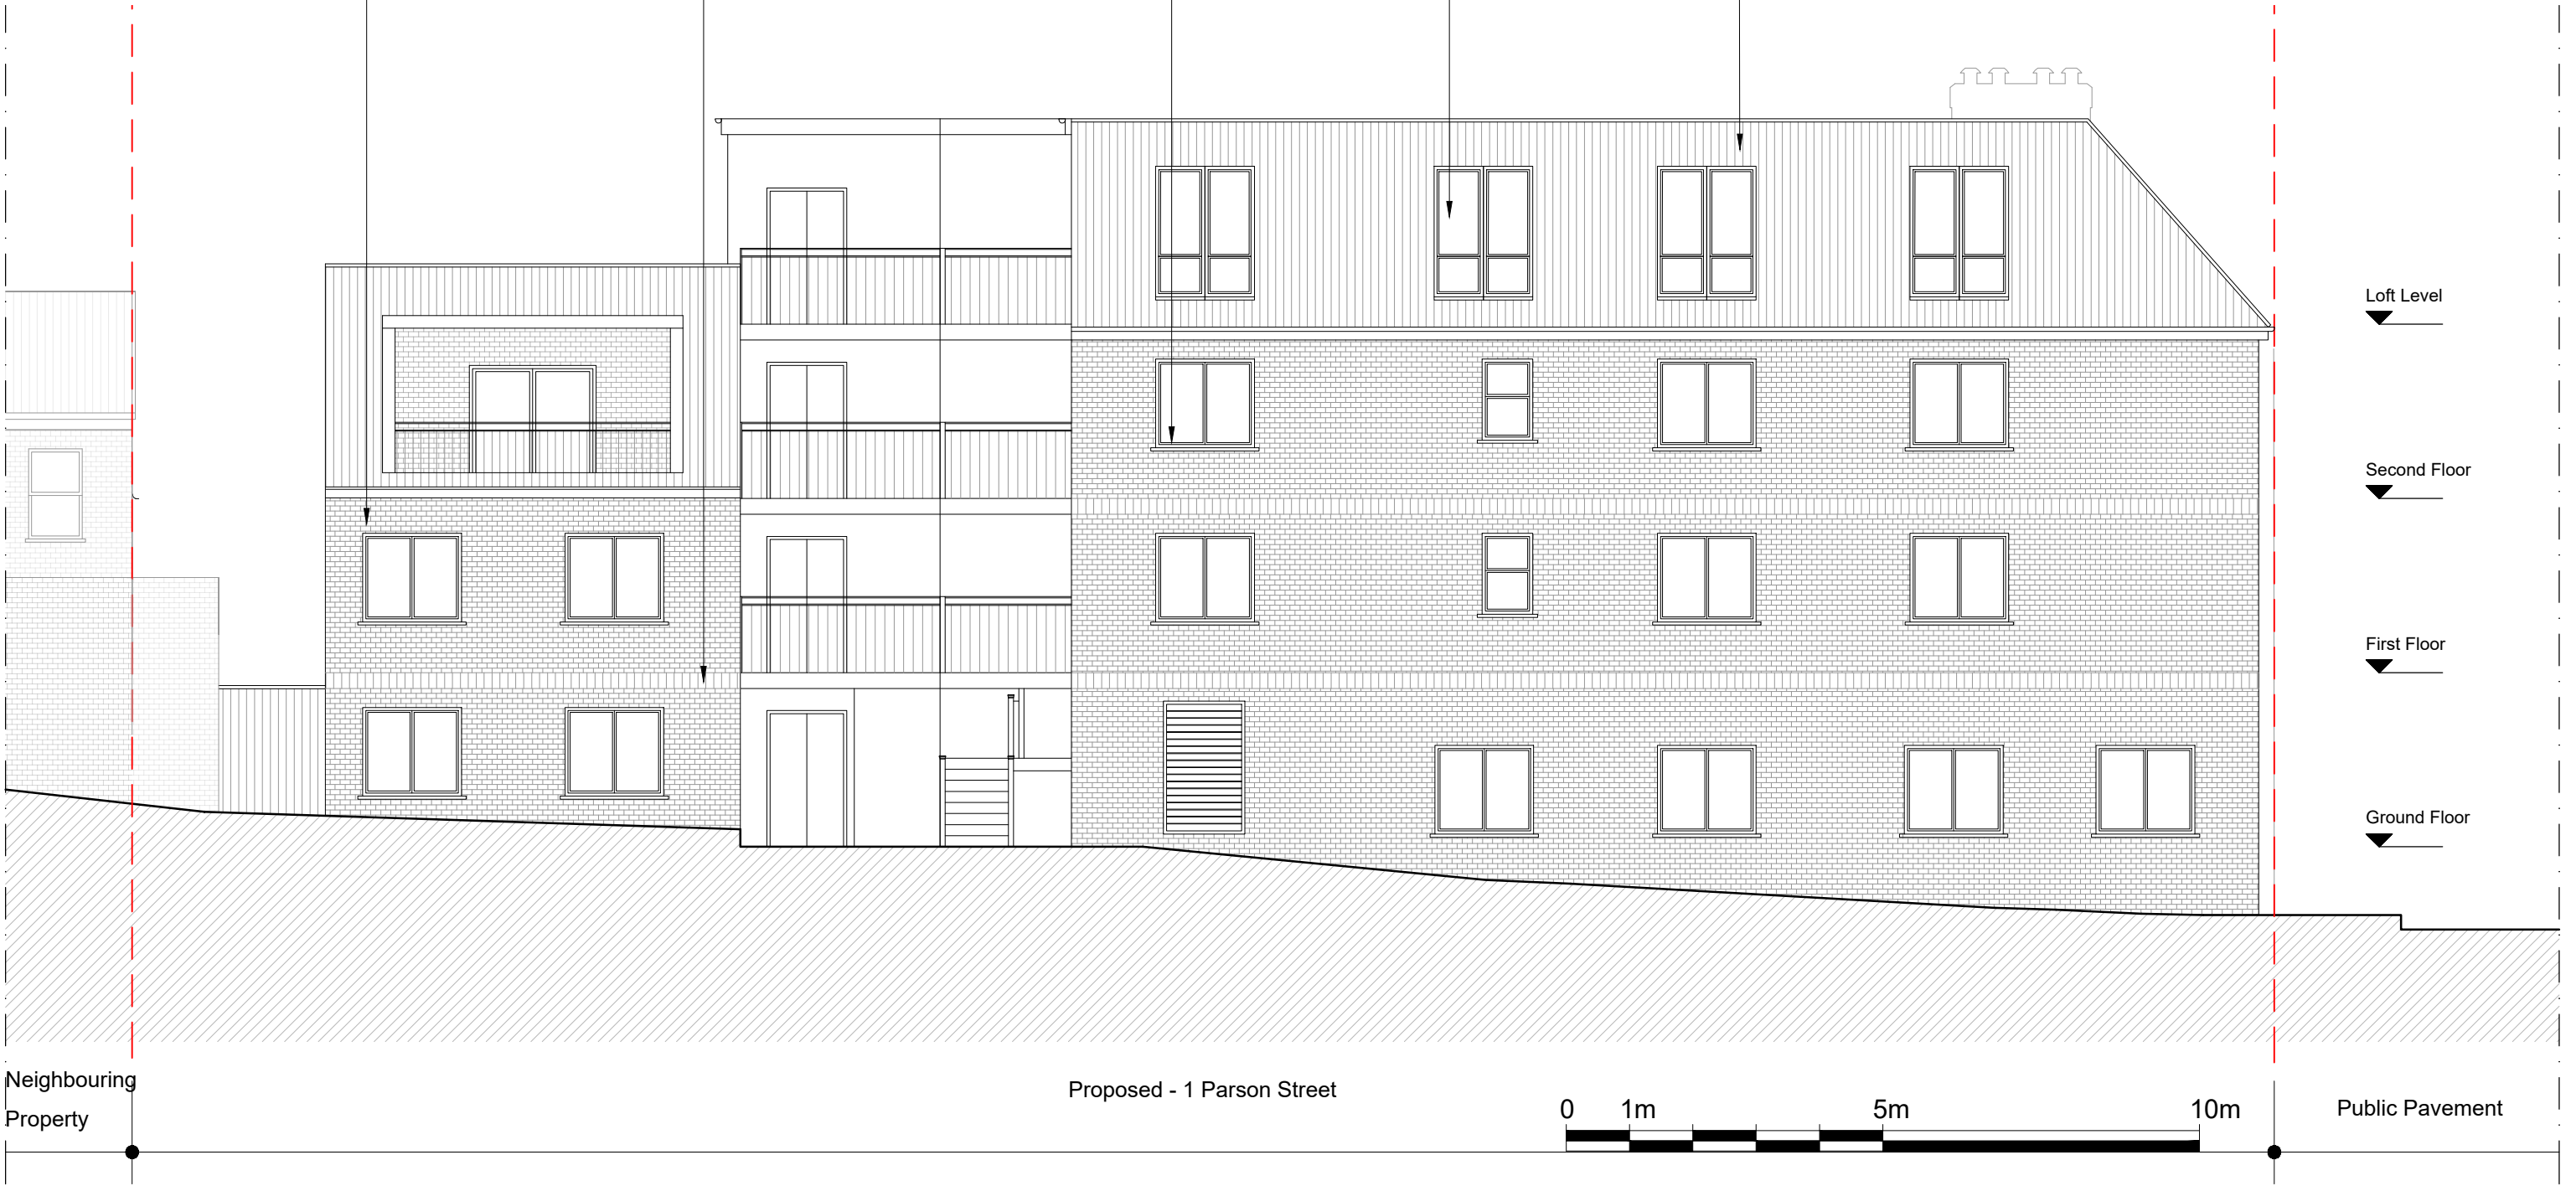 Loft Level
Second Floor
First Floor
Ground Floor
Neighbouring
Property
Proposed - 1 Parson Street
0 1m 5m 10m
Public Pavement